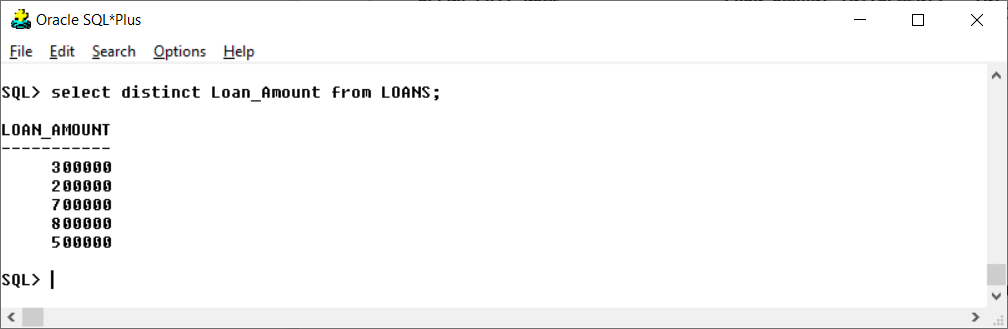 Oracle SQL*Plus
File Edit Search Options Help
SQL> select distinct Loan_Amount from LOANS;
LOAN_AMOUNT
-----------
300000
200000
700000
800000
500000
SQL>